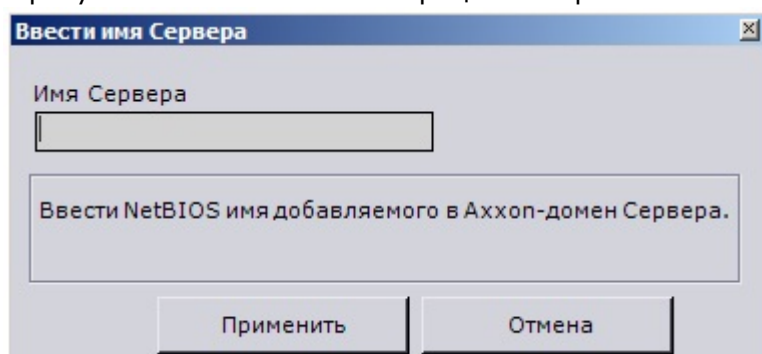 Ввести имя Сервера
Имя Сервера
Ввести NetBIOS имя добавляемого в Axxon-домен Сервера.
Применить
Отмена